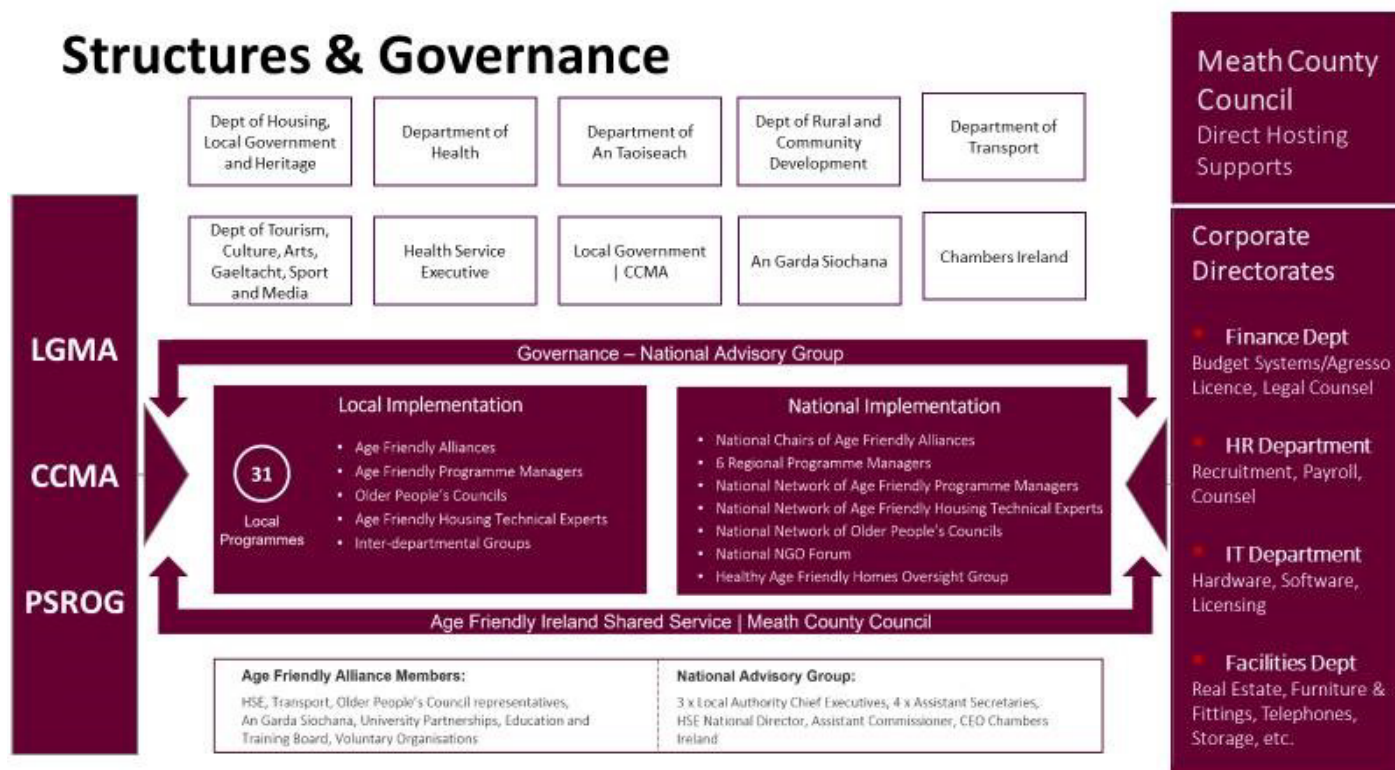 Structures & Governance
Dept of Housing,
Local Government
and Heritage
Department of
Health
Department of
An Taoiseach
Dept of Rural and
Community
Development
Department of
Transport
Dept of Tourism,
Culture, Arts,
Gaeltacht, Sport
and Media
Health Service
Executive
Local Government
| CCMA
An Garda Siochana
Chambers Ireland
LGMA
CCMA
PSROG
Governance – National Advisory Group
Local Implementation
31
Local
Programmes
• Age Friendly Alliances
• Age Friendly Programme Managers
• Older People's Councils
• Age Friendly Housing Technical Experts
• Inter-departmental Groups
National Implementation
• National Chairs of Age Friendly Alliances
• 6 Regional Programme Managers
• National Network of Age Friendly Programme Managers
• National Network of Age Friendly Housing Technical Experts
• National Network of Older People's Councils
• National NGO Forum
• Healthy Age Friendly Homes Oversight Group
Age Friendly Ireland Shared Service | Meath County Council
Age Friendly Alliance Members:
HSE, Transport, Older People's Council representatives,
An Garda Siochana, University Partnerships, Education and
Training Board, Voluntary Organisations
National Advisory Group:
3 x Local Authority Chief Executives, 4 x Assistant Secretaries,
HSE National Director, Assistant Commissioner, CEO Chambers
Ireland
Meath County
Council
Direct Hosting
Supports
Corporate
Directorates
Finance Dept
Budget Systems/Agresso
Licence, Legal Counsel
HR Department
Recruitment, Payroll,
Counsel
IT Department
Hardware, Software,
Licensing
Facilities Dept
Real Estate, Furniture &
Fittings, Telephones,
Storage, etc.